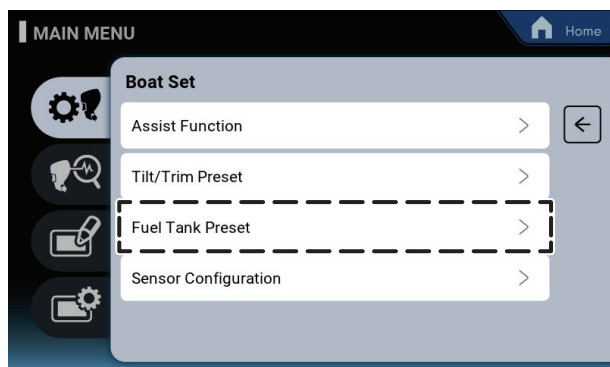 MAIN MENU
Home
Boat Set
Assist Function
Tilt/Trim Preset
Fuel Tank Preset
Sensor Configuration